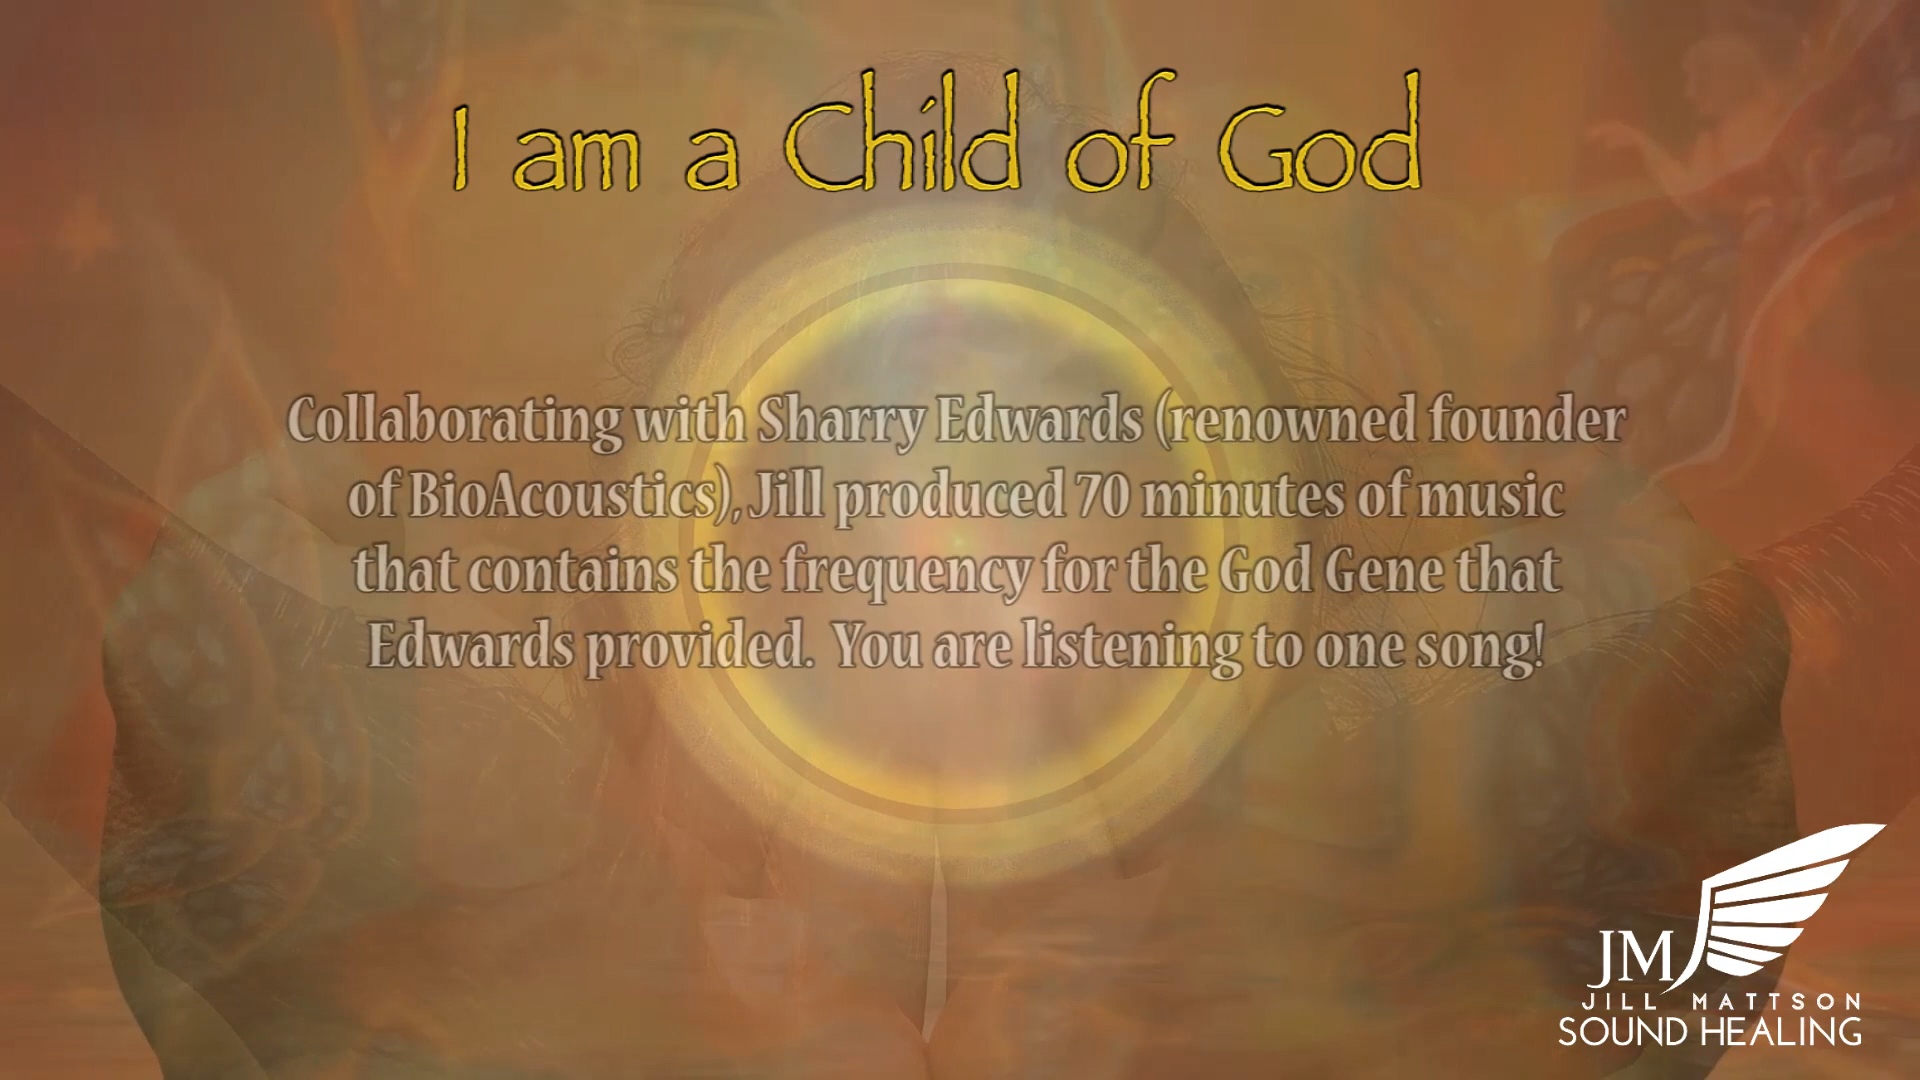 I am a Child of God
Collaborating with Sharry Edwards (renowned founder
of BioAcoustics), Jill produced 70 minutes of music
that contains the frequency for the God Gene that
Edwards provided. You are listening to one song!
JM
JILL MATTSON
SOUND HEALING